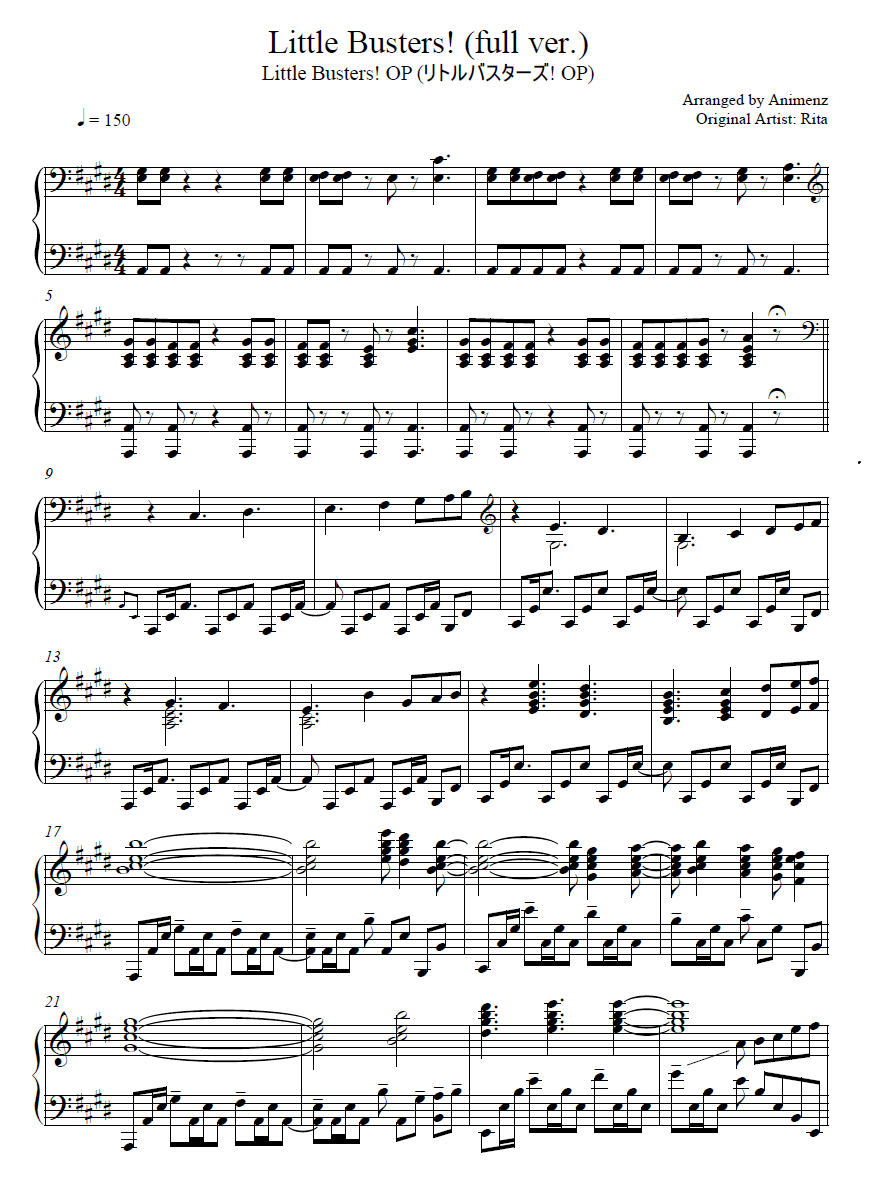 Little Busters! (full ver.)
Little Busters! OP (リトルバスターズ! OP)
Arranged by Animenz
Original Artist: Rita
♩ = 150
5
9
13
17
21